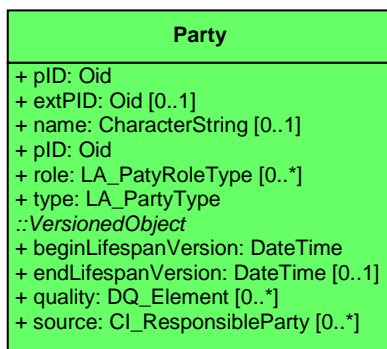 Party
+ pID: Oid
+ extPID: Oid [0..1]
+ name: CharacterString [0..1]
+ pID: Oid
+ role: LA_PatyRoleType [0..*]
+ type: LA_PartyType
::VersionedObject
+ beginLifespanVersion: DateTime
+ endLifespanVersion: DateTime [0..1]
+ quality: DQ_Element [0..*]
+ source: CI_ResponsibleParty [0..*]